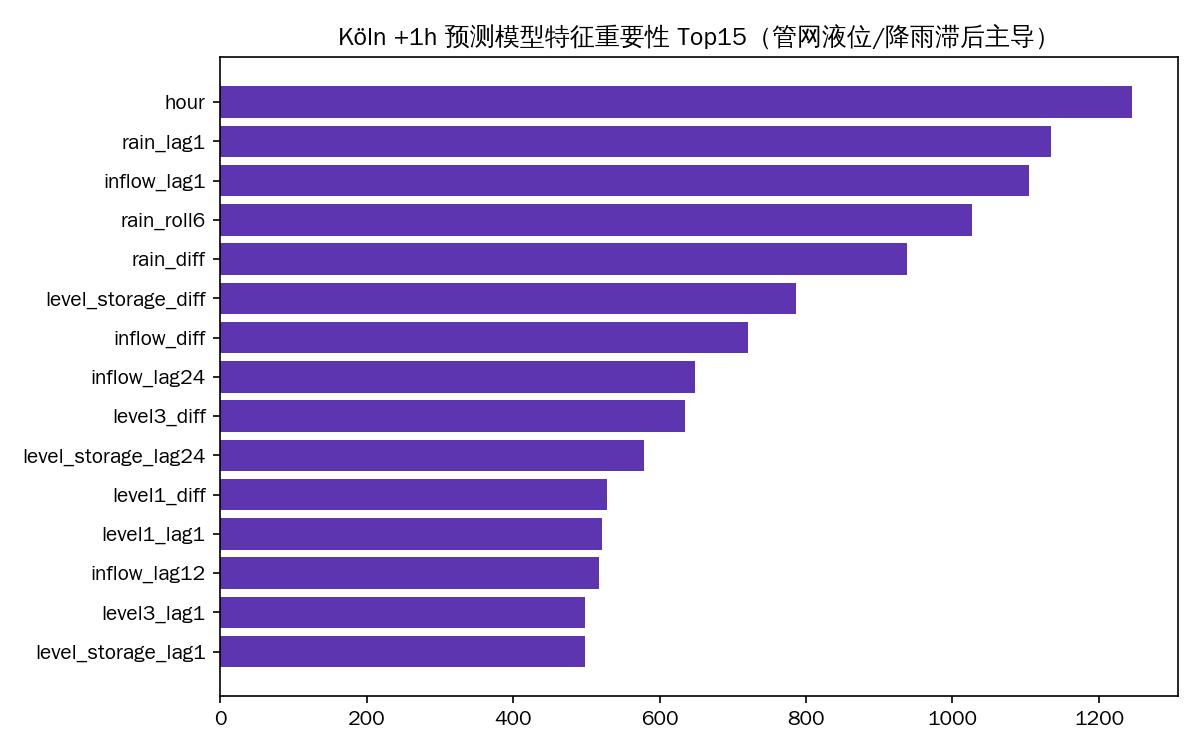 Köln +1h 预测模型特征重要性 Top15（管网液位/降雨滞后主导）
hour
rain_lag1
inflow_lag1
rain_roll6
rain_diff
level_storage_diff
inflow_diff
inflow_lag24
level3_diff
level_storage_lag24
level1_diff
level1_lag1
inflow_lag12
level3_lag1
level_storage_lag1
0 200 400 600 800 1000 1200